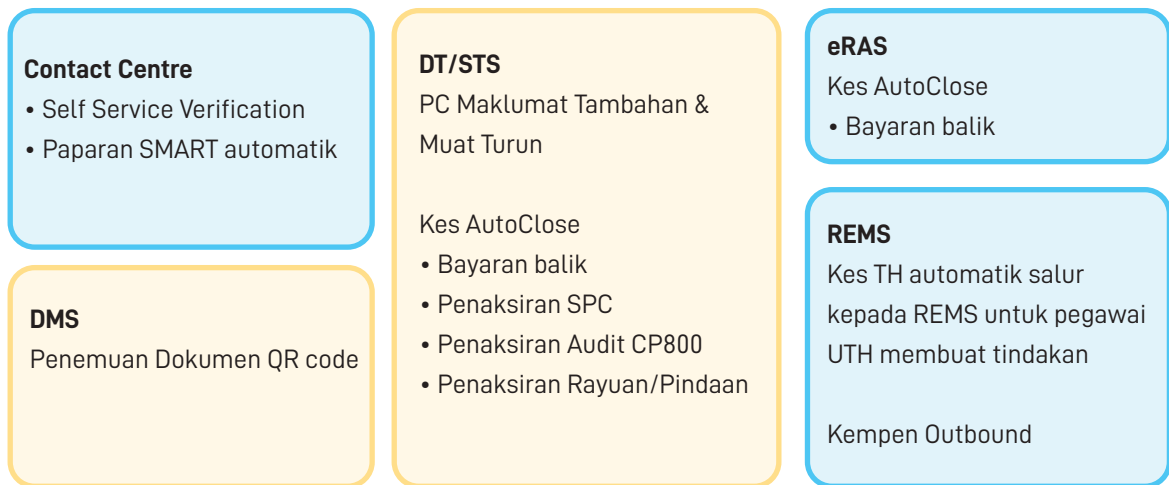 Contact Centre
• Self Service Verification
• Paparan SMART automatik
DMS
Penemuan Dokumen QR code
DT/STS
PC Maklumat Tambahan &
Muat Turun
Kes AutoClose
• Bayaran balik
• Penaksiran SPC
• Penaksiran Audit CP800
• Penaksiran Rayuan/Pindaan
eRAS
Kes AutoClose
• Bayaran balik
REMS
Kes TH automatik salur
kepada REMS untuk pegawai
UTH membuat tindakan
Kempen Outbound